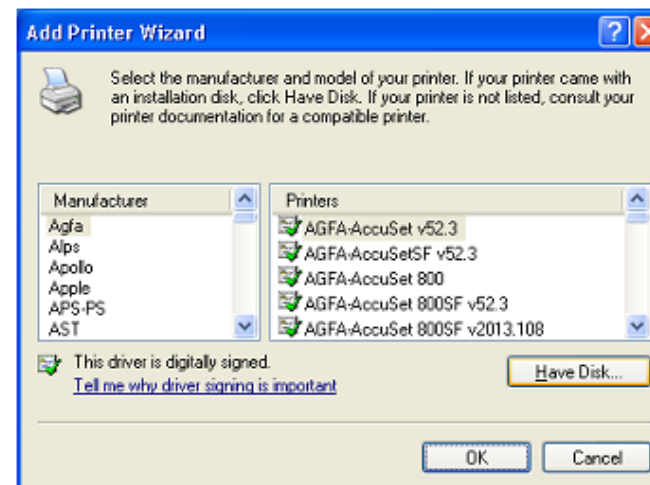 Add Printer Wizard
Select the manufacturer and model of your printer. If your printer came with
an installation disk, click Have Disk. If your printer is not listed, consult your
printer documentation for a compatible printer.
Manufacturer
Agfa
Alps
Apollo
Apple
APS-PS
AST
Printers
AGFA-AccuSet v52.3
AGFA-AccuSetSF v52.3
AGFA-AccuSet 800
AGFA-AccuSet 800SF v52.3
AGFA-AccuSet 800SF v2013.108
This driver is digitally signed.
Tell me why driver signing is important
Have Disk...
OK
Cancel